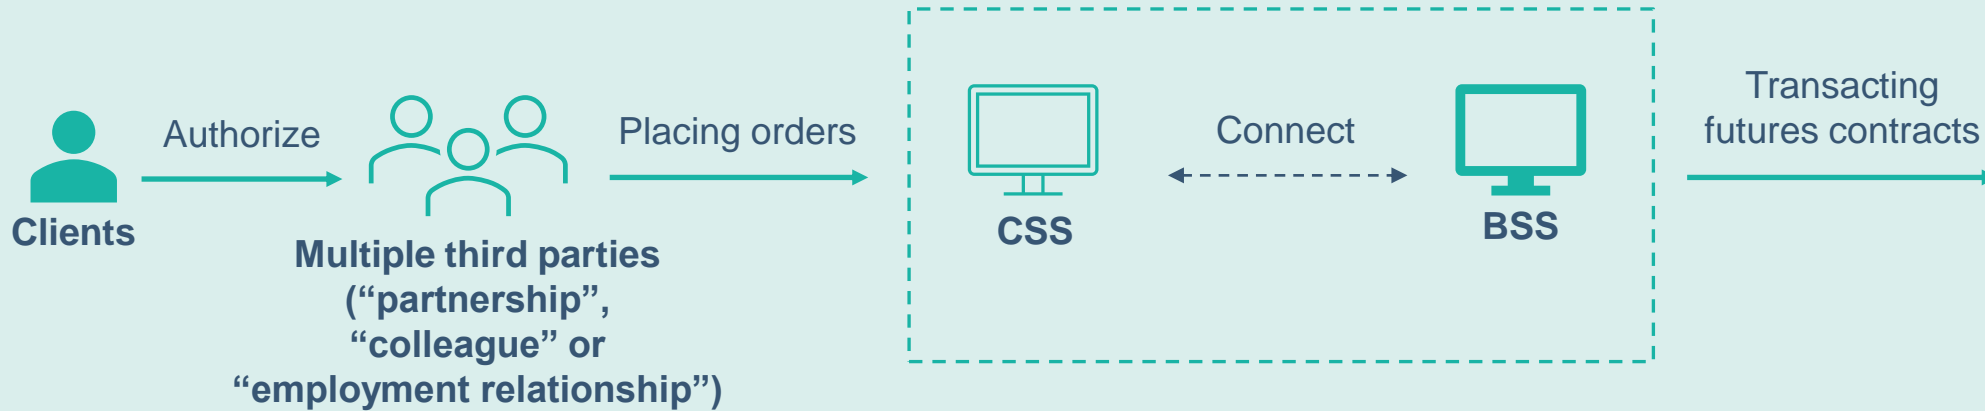 Clients
Authorize
Multiple third parties
(“partnership”,
“colleague” or
“employment relationship”)
Placing orders
CSS
Connect
BSS
Transacting
futures contracts